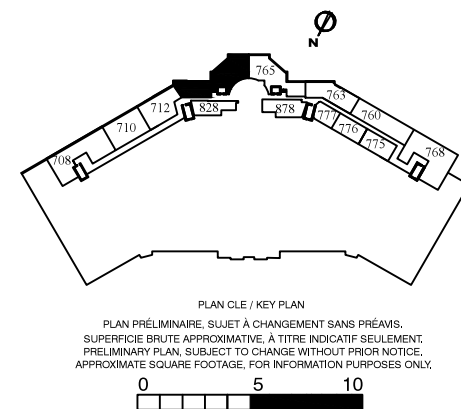 N
765
763
712
828
878
760
710
777
776
708
775
768
PLAN CLE / KEY PLAN
PLAN PRÉLIMINAIRE, SUJET À CHANGEMENT SANS PRÉAVIS.
SUPERFICIE BRUTE APPROXIMATIVE, À TITRE INDICATIF SEULEMENT.
PRELIMINARY PLAN, SUBJECT TO CHANGE WITHOUT PRIOR NOTICE.
APPROXIMATE SQUARE FOOTAGE, FOR INFORMATION PURPOSES ONLY.
0 5 10